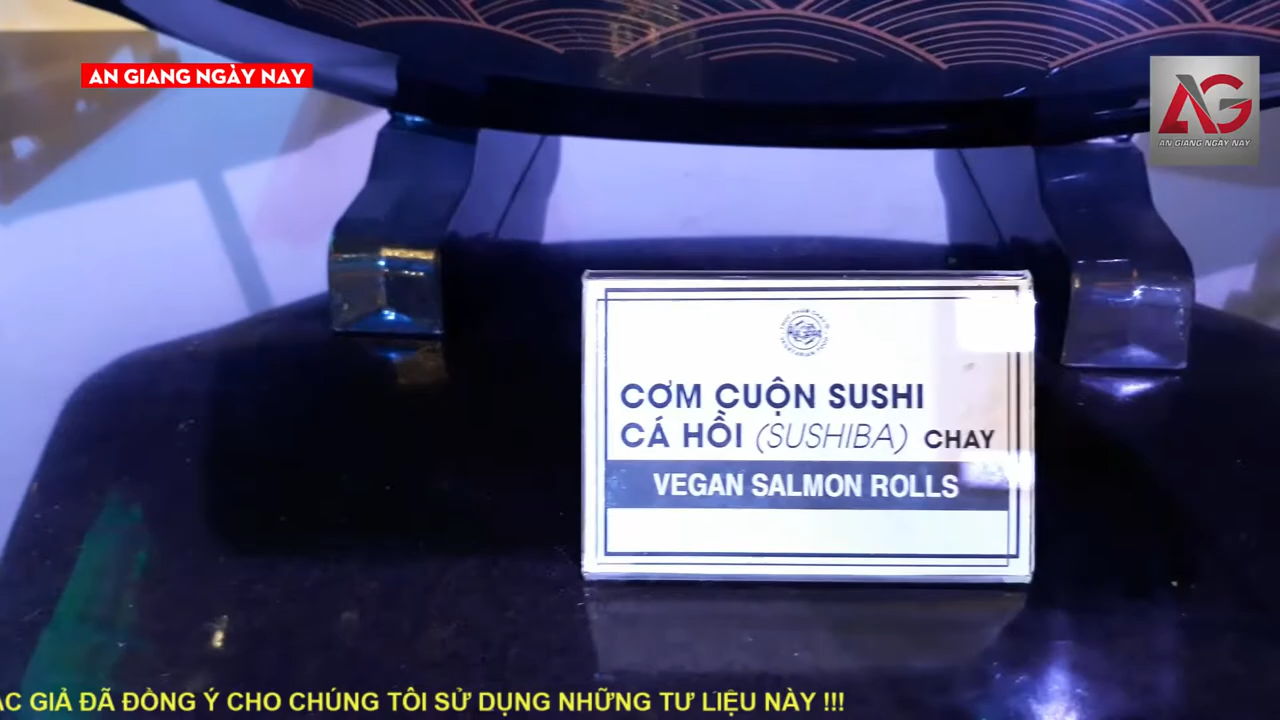 AN GIANG NGÀY NAY
AG
AN GIANG NGÀY NAY
CƠM CUỘN SUSHI
CÁ HỒI (SUSHIBA) CHAY
VEGAN SALMON ROLLS
GIẢ ĐÃ ĐỒNG Ý CHO CHÚNG TÔI SỬ DỤNG NHỮNG TƯ LIỆU NÀY !!!